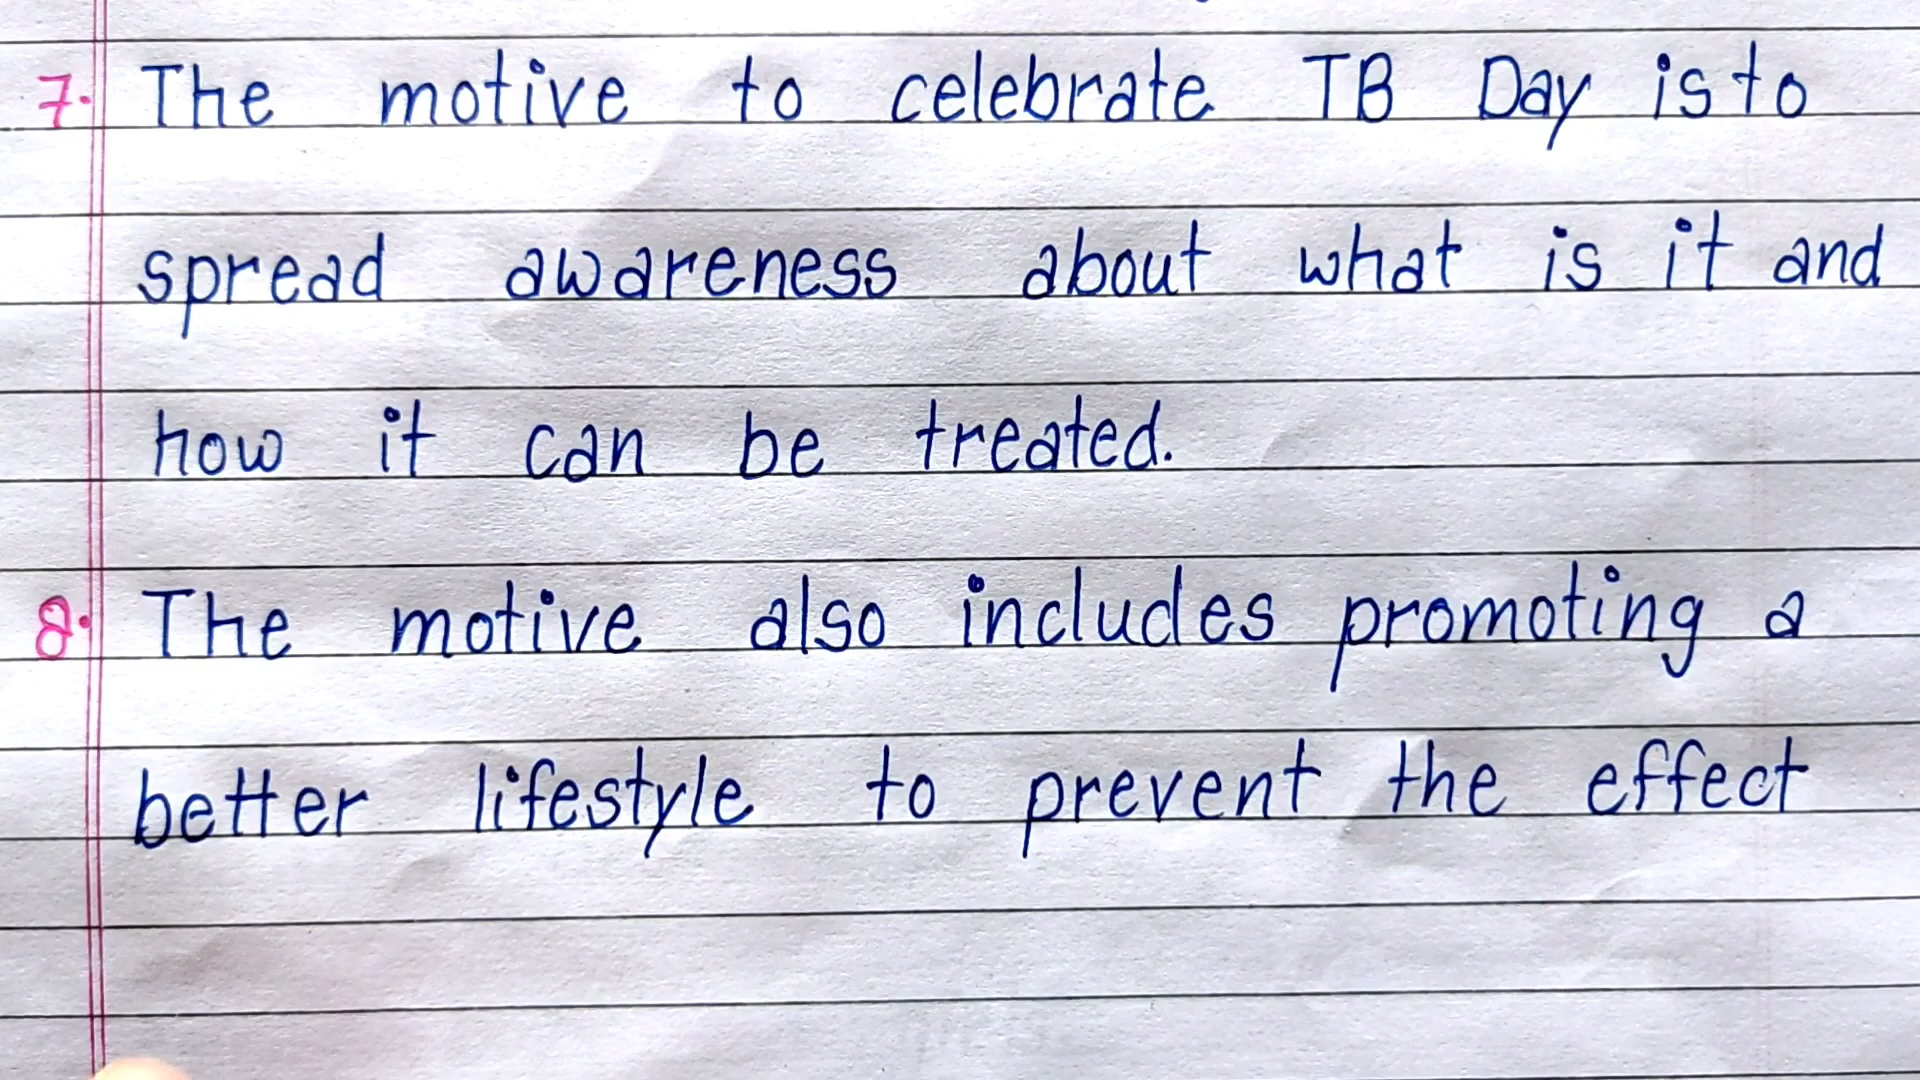 7. The motive to celebrate TB Day is to
spread awareness about what is it and
how it can be treated.
8. The motive also includes promoting a
better lifestyle to prevent the effect